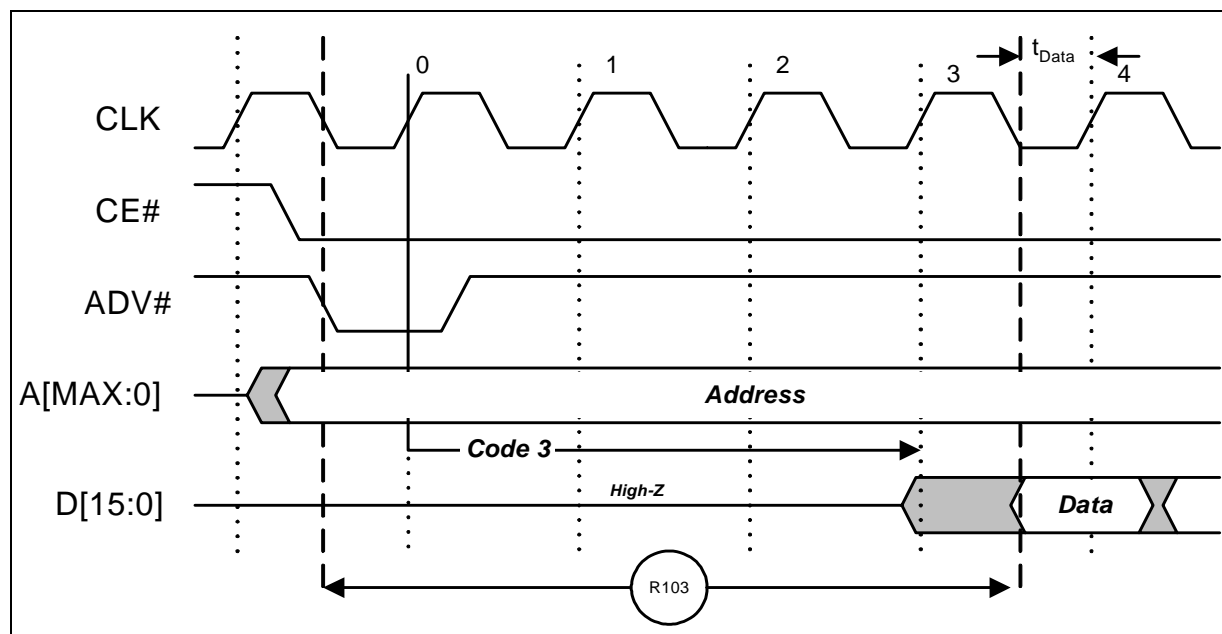 t_Data
0 1 2 3 4
CLK
CE#
ADV#
A[MAX:0] Address
Code 3
High-Z
D[15:0] Data
R103